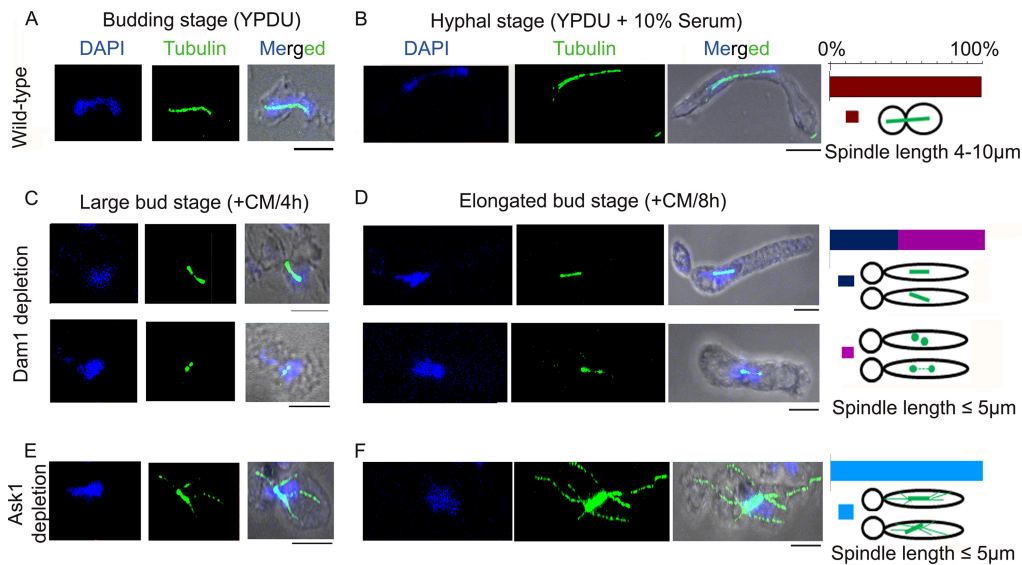 A
Budding stage (YPDU)
DAPI
Tubulin
Merged
Wild-type
B
Hyphal stage (YPDU + 10% Serum)
DAPI
Tubulin
Merged
0%
100%
Spindle length 4-10µm
C
Large bud stage (+CM/4h)
D
Elongated bud stage (+CM/8h)
Dam1 depletion
Spindle length ≤ 5µm
E
F
Ask1
depletion
Spindle length ≤ 5µm